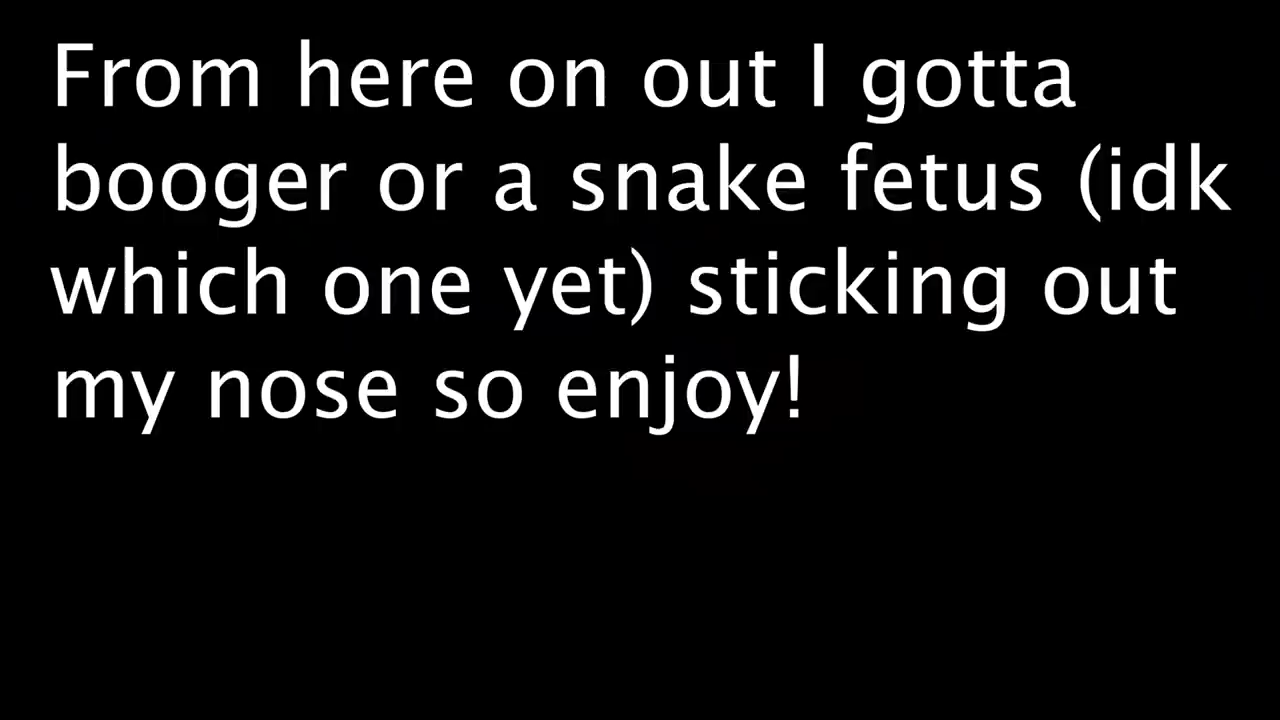 From here on out I gotta
booger or a snake fetus (idk
which one yet) sticking out
my nose so enjoy!